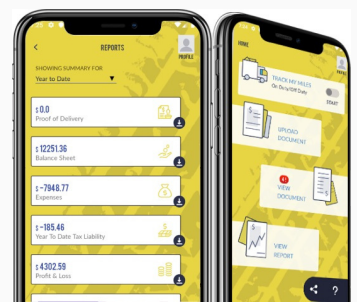 REPORTS
PROFILE
SHOWING SUMMARY FOR
Year to Date
$ 0.0
Proof of Delivery
$ 12251.36
Balance Sheet
$ -7948.77
Expenses
$ -185.46
Year To Date Tax Liability
$ 4302.59
Profit & Loss
HOME
TRACK MY MILES
On Duty/Off Duty
START
UPLOAD
DOCUMENT
41
VIEW
DOCUMENT
VIEW
REPORT
?